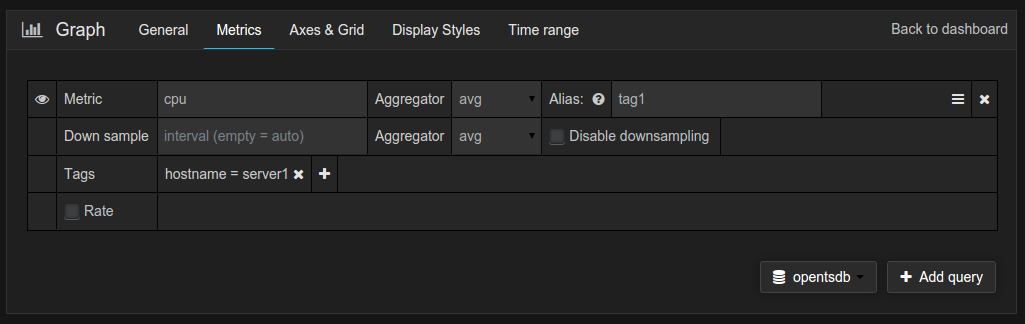 Graph General Metrics Axes & Grid Display Styles Time range Back to dashboard
Metric cpu Aggregator avg Alias: tag1
Down sample interval (empty = auto) Aggregator avg Disable downsampling
Tags hostname = server1
Rate
opentsdb Add query